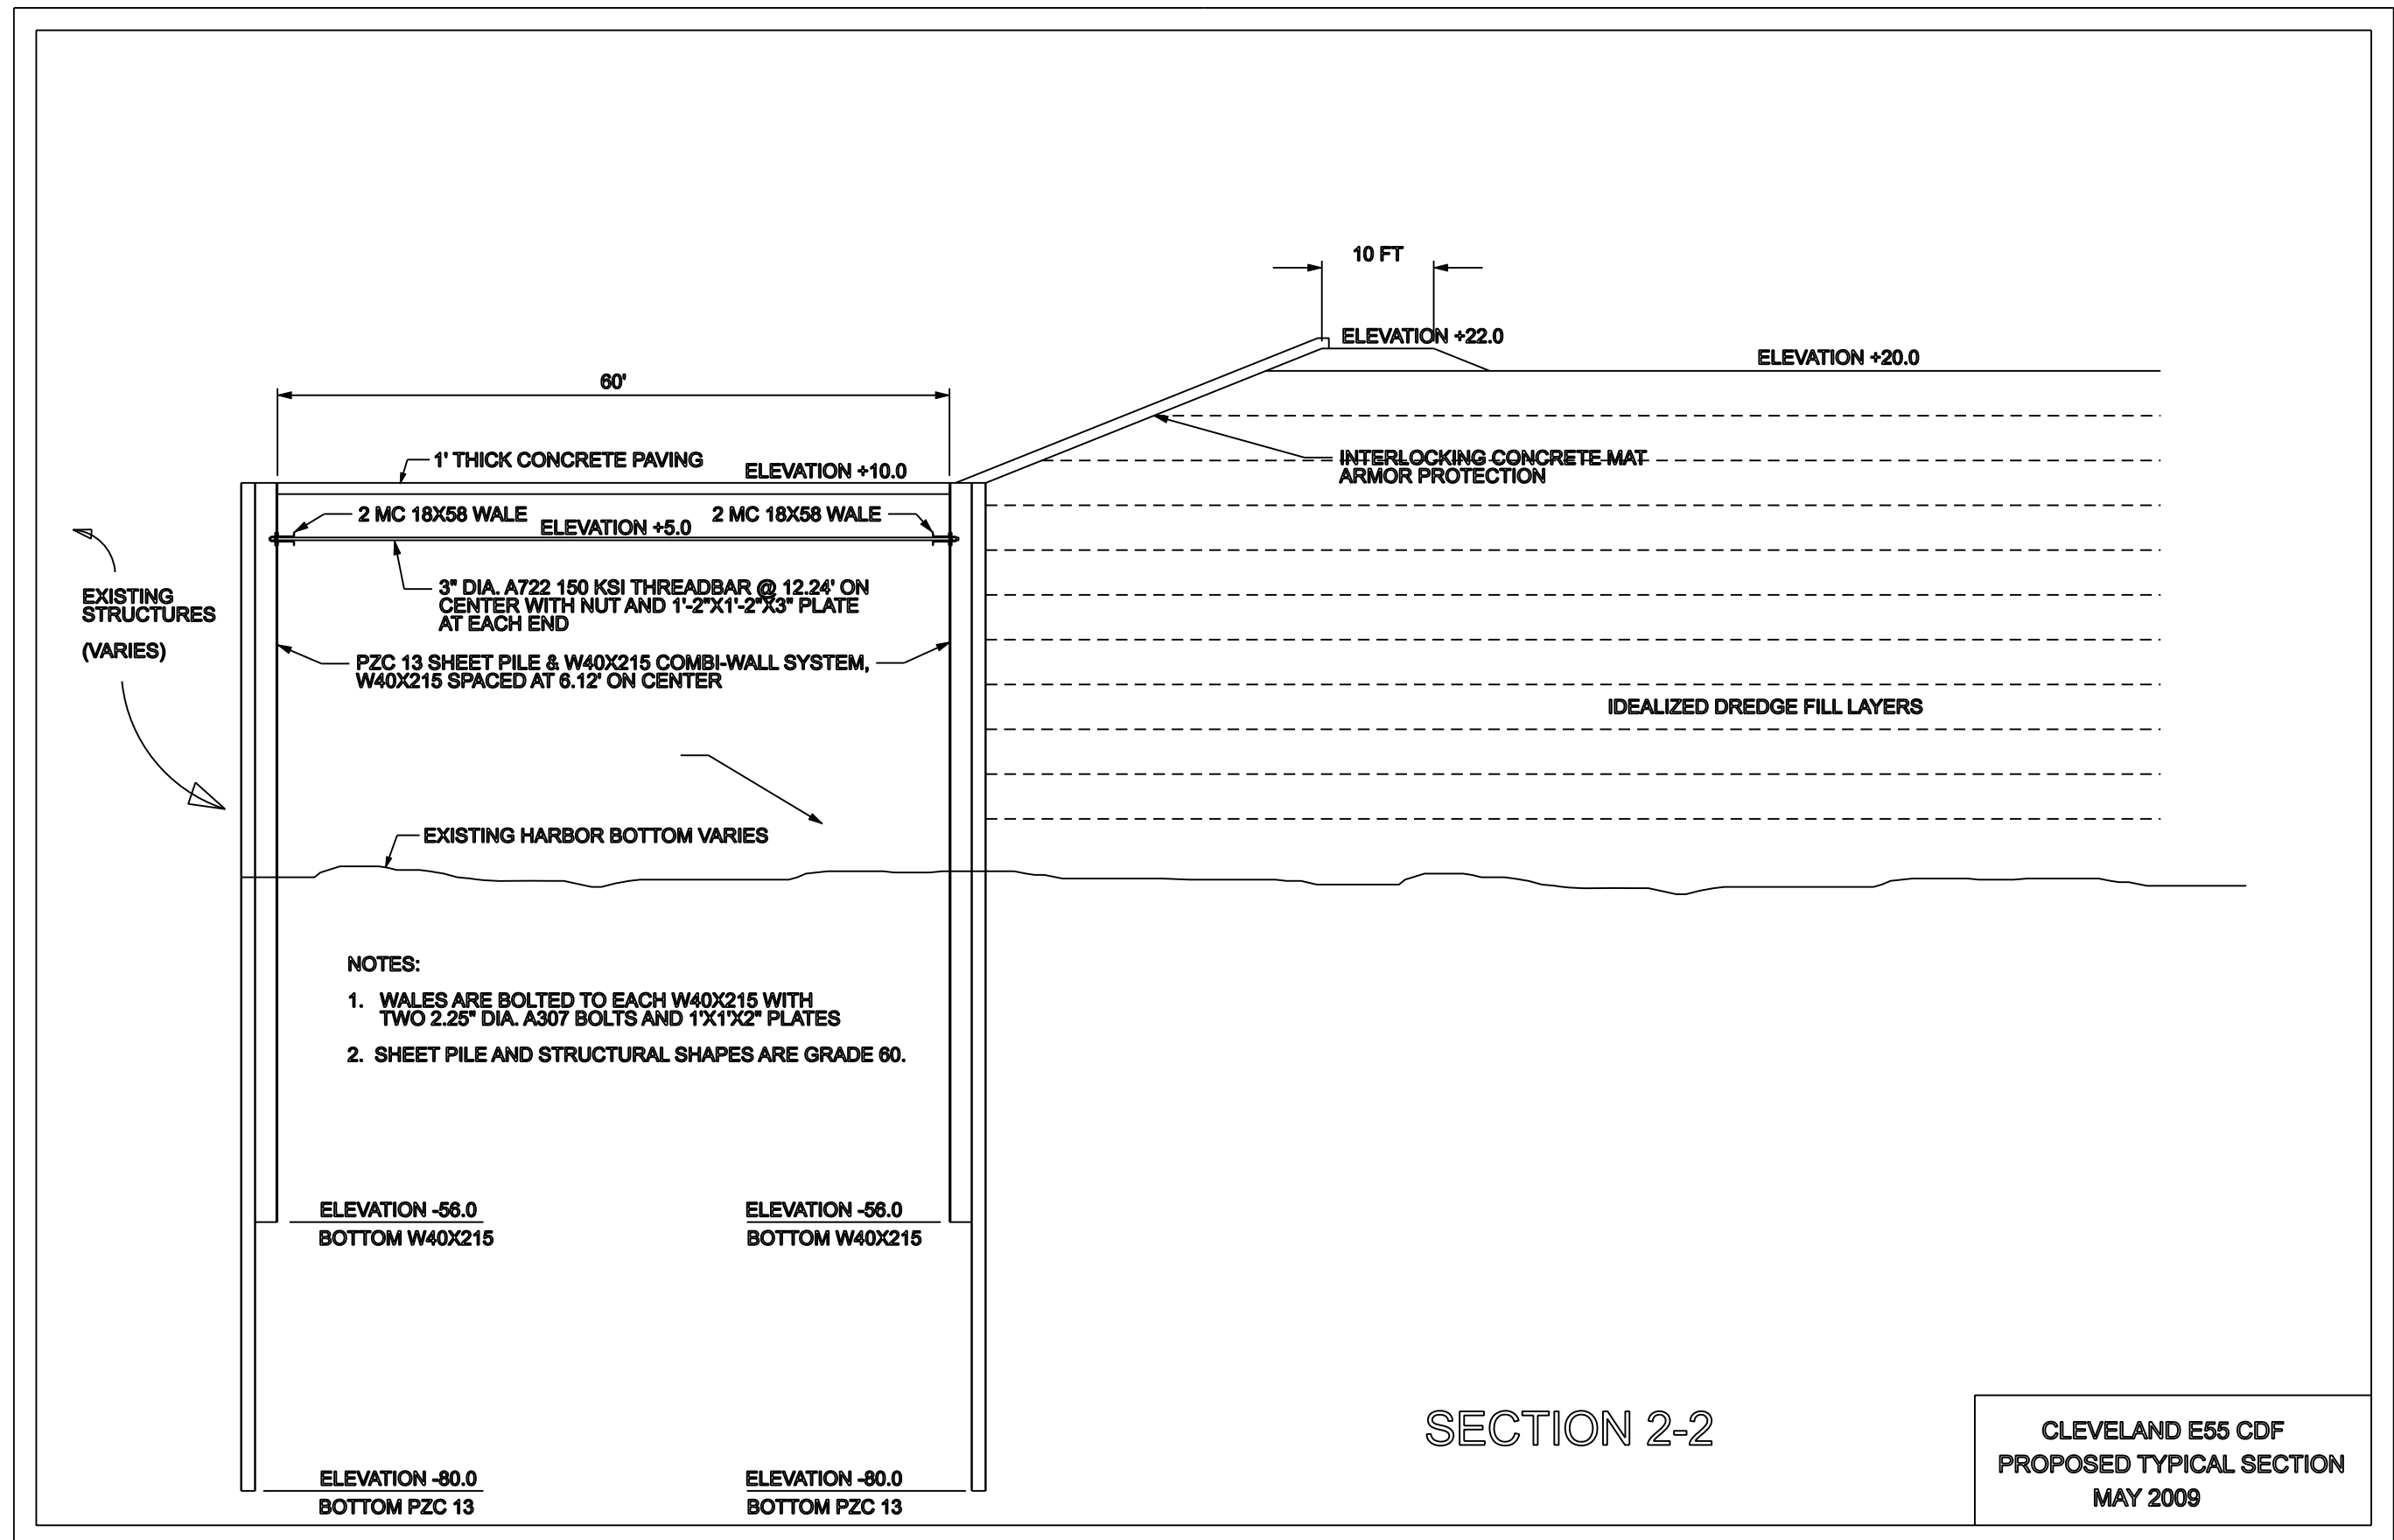 10 FT
ELEVATION +22.0
ELEVATION +20.0
60'
1' THICK CONCRETE PAVING
ELEVATION +10.0
INTERLOCKING CONCRETE MAT
ARMOR PROTECTION
2 MC 18X58 WALE
2 MC 18X58 WALE
ELEVATION +5.0
3" DIA. A722 150 KSI THREADBAR @ 12.24' ON
CENTER WITH NUT AND 1'-2"X1'-2"X3" PLATE
AT EACH END
EXISTING
STRUCTURES
(VARIES)
PZC 13 SHEET PILE & W40X215 COMBI-WALL SYSTEM,
W40X215 SPACED AT 6.12' ON CENTER
IDEALIZED DREDGE FILL LAYERS
EXISTING HARBOR BOTTOM VARIES
NOTES:
1. WALES ARE BOLTED TO EACH W40X215 WITH
TWO 2.25" DIA. A307 BOLTS AND 1'X1'X2" PLATES
2. SHEET PILE AND STRUCTURAL SHAPES ARE GRADE 60.
ELEVATION -56.0
BOTTOM W40X215
ELEVATION -56.0
BOTTOM W40X215
ELEVATION -80.0
BOTTOM PZC 13
ELEVATION -80.0
BOTTOM PZC 13
SECTION 2-2
CLEVELAND E55 CDF
PROPOSED TYPICAL SECTION
MAY 2009